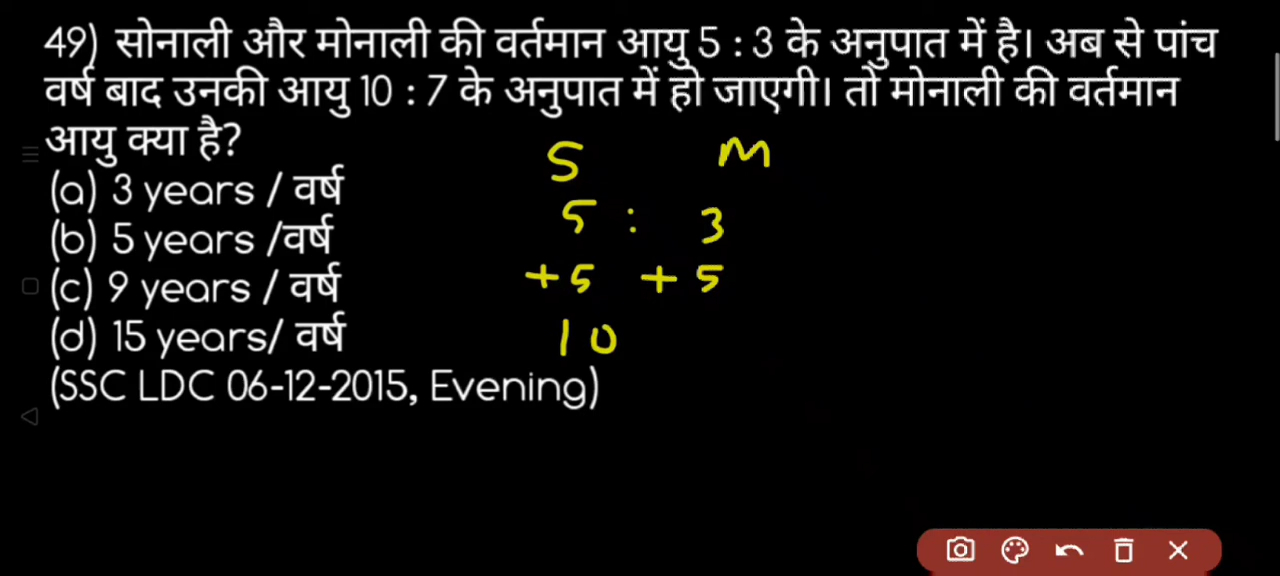 49) सोनाली और मोनाली की वर्तमान आयु 5 : 3 के अनुपात में है। अब से पांच
वर्ष बाद उनकी आयु 10 : 7 के अनुपात में हो जाएगी। तो मोनाली की वर्तमान
आयु क्या है?
(a) 3 years / वर्ष
(b) 5 years /वर्ष
(c) 9 years / वर्ष
(d) 15 years/ वर्ष
(SSC LDC 06-12-2015, Evening)
S M
5 : 3
+5 +5
10